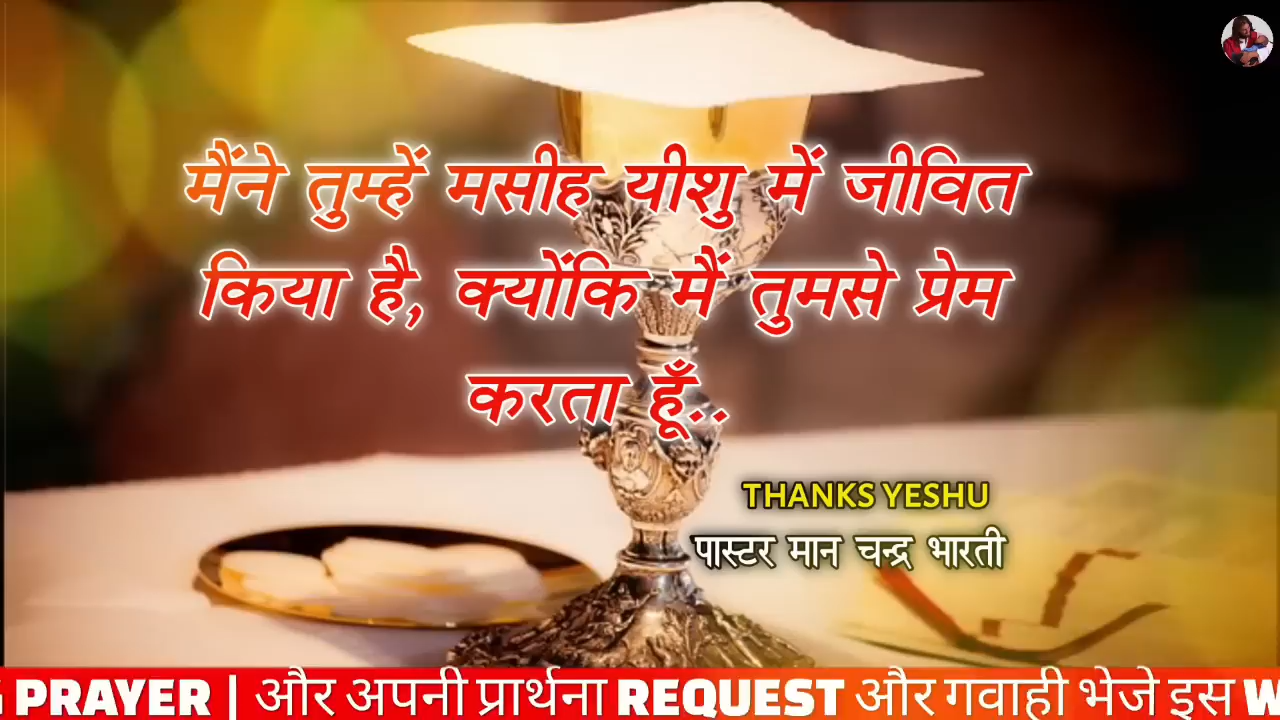 मैंने तुम्हें मसीह यीशु में जीवित
किया है, क्योंकि मैं तुमसे प्रेम
करता हूँ..
THANKS YESHU
पास्टर मान चन्द्र भारती
PRAYER | और अपनी प्रार्थना REQUEST और गवाही भेजे इस